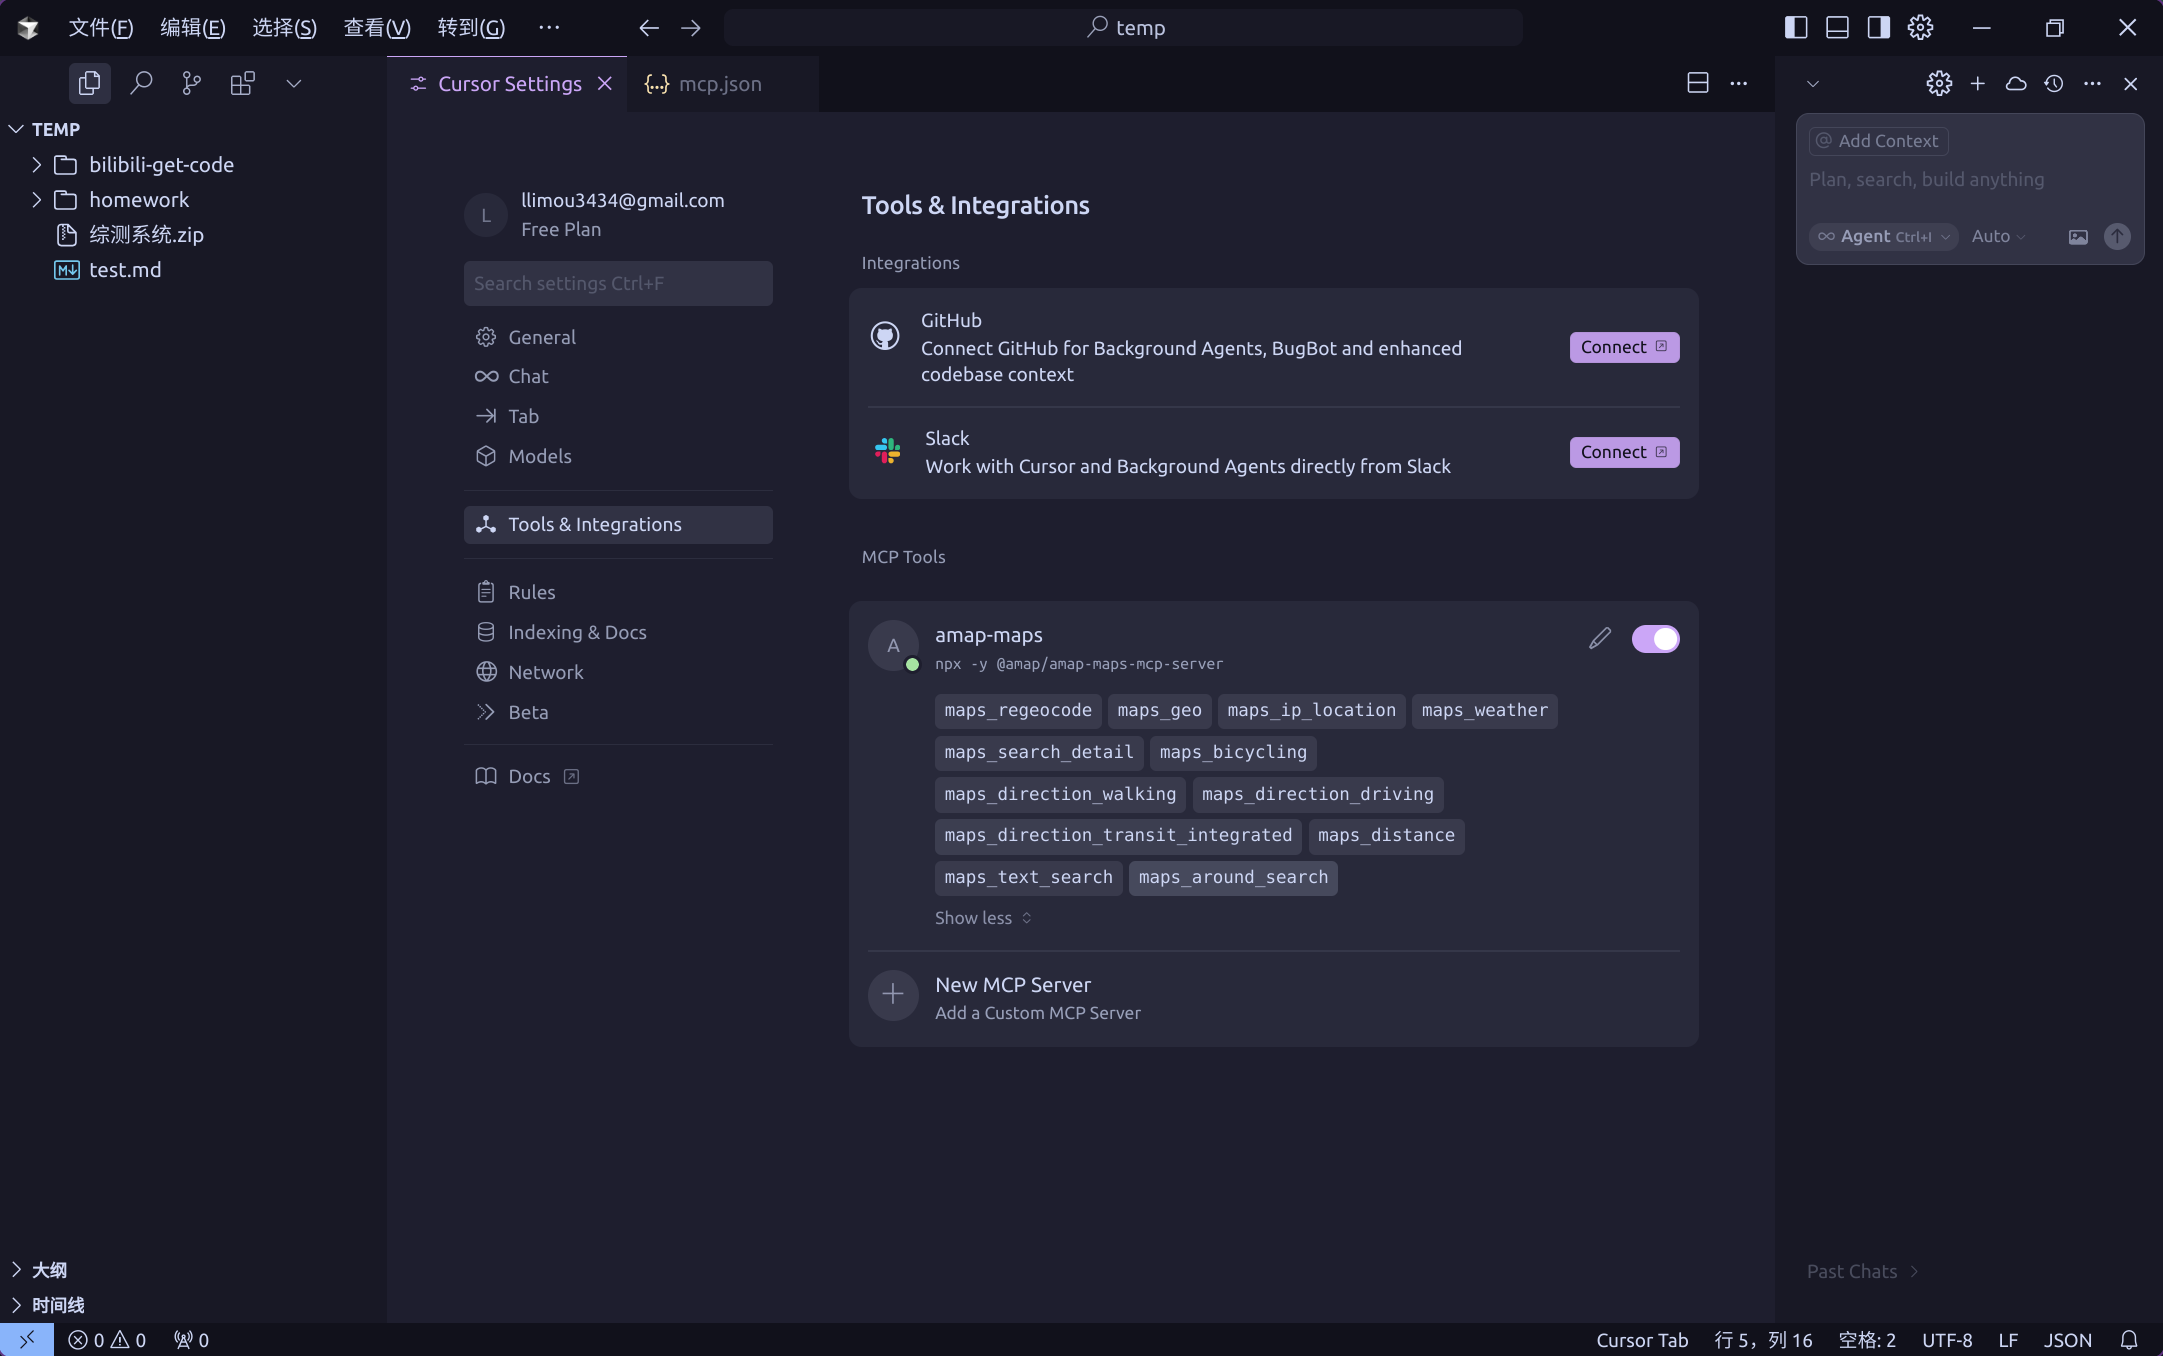 文件(F) 编辑(E) 选择(S) 查看(V) 转到(G) ··· temp
TEMP
bilibili-get-code
homework
综测系统.zip
test.md
大纲
时间线
Cursor Settings
{...} mcp.json
L
llimou3434@gmail.com
Free Plan
Search settings Ctrl+F
General
Chat
Tab
Models
Tools & Integrations
Rules
Indexing & Docs
Network
Beta
Docs
Tools & Integrations
Integrations
GitHub
Connect GitHub for Background Agents, BugBot and enhanced
codebase context
Connect
Slack
Work with Cursor and Background Agents directly from Slack
Connect
MCP Tools
A
amap-maps
npx -y @amap/amap-maps-mcp-server
maps_regeocode maps_geo maps_ip_location maps_weather
maps_search_detail maps_bicycling
maps_direction_walking maps_direction_driving
maps_direction_transit_integrated maps_distance
maps_text_search maps_around_search
Show less
New MCP Server
Add a Custom MCP Server
@ Add Context
Plan, search, build anything
Agent Ctrl+I Auto
Past Chats
0 0 0 Cursor Tab 行 5，列 16 空格: 2 UTF-8 LF JSON